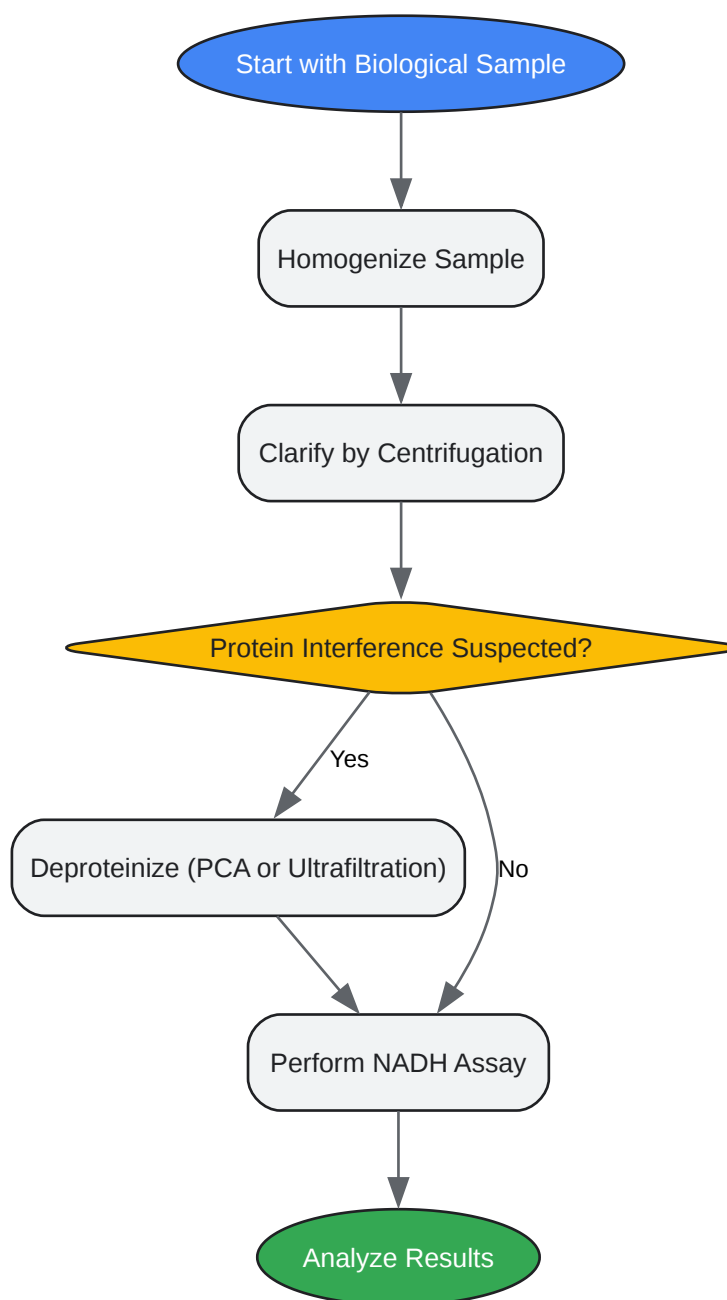 Start with Biological Sample
Homogenize Sample
Clarify by Centrifugation
Protein Interference Suspected?
Yes
Deproteinize (PCA or Ultrafiltration)
No
Perform NADH Assay
Analyze Results